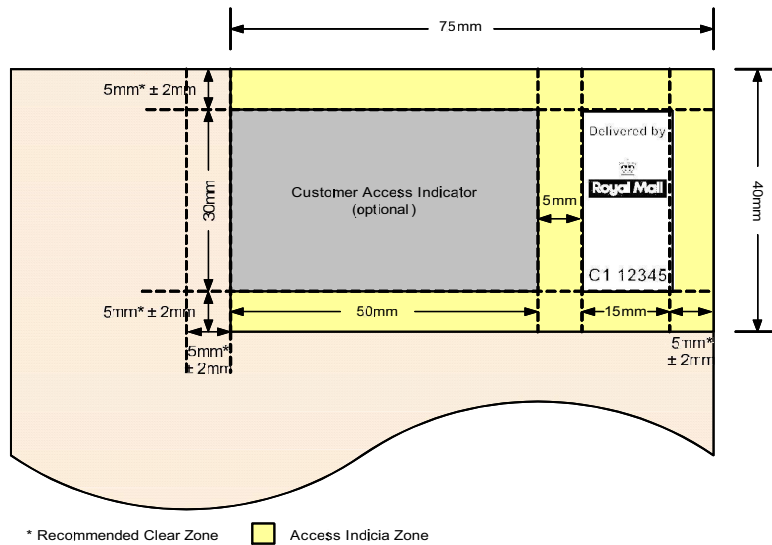 75mm
5mm* ± 2mm
Delivered by
Royal Mail
30mm
Customer Access Indicator
(optional )
5mm
40mm
C1 12345
5mm* ± 2mm
50mm
15mm
5mm*
± 2mm
5mm*
± 2mm
* Recommended Clear Zone
Access Indicia Zone